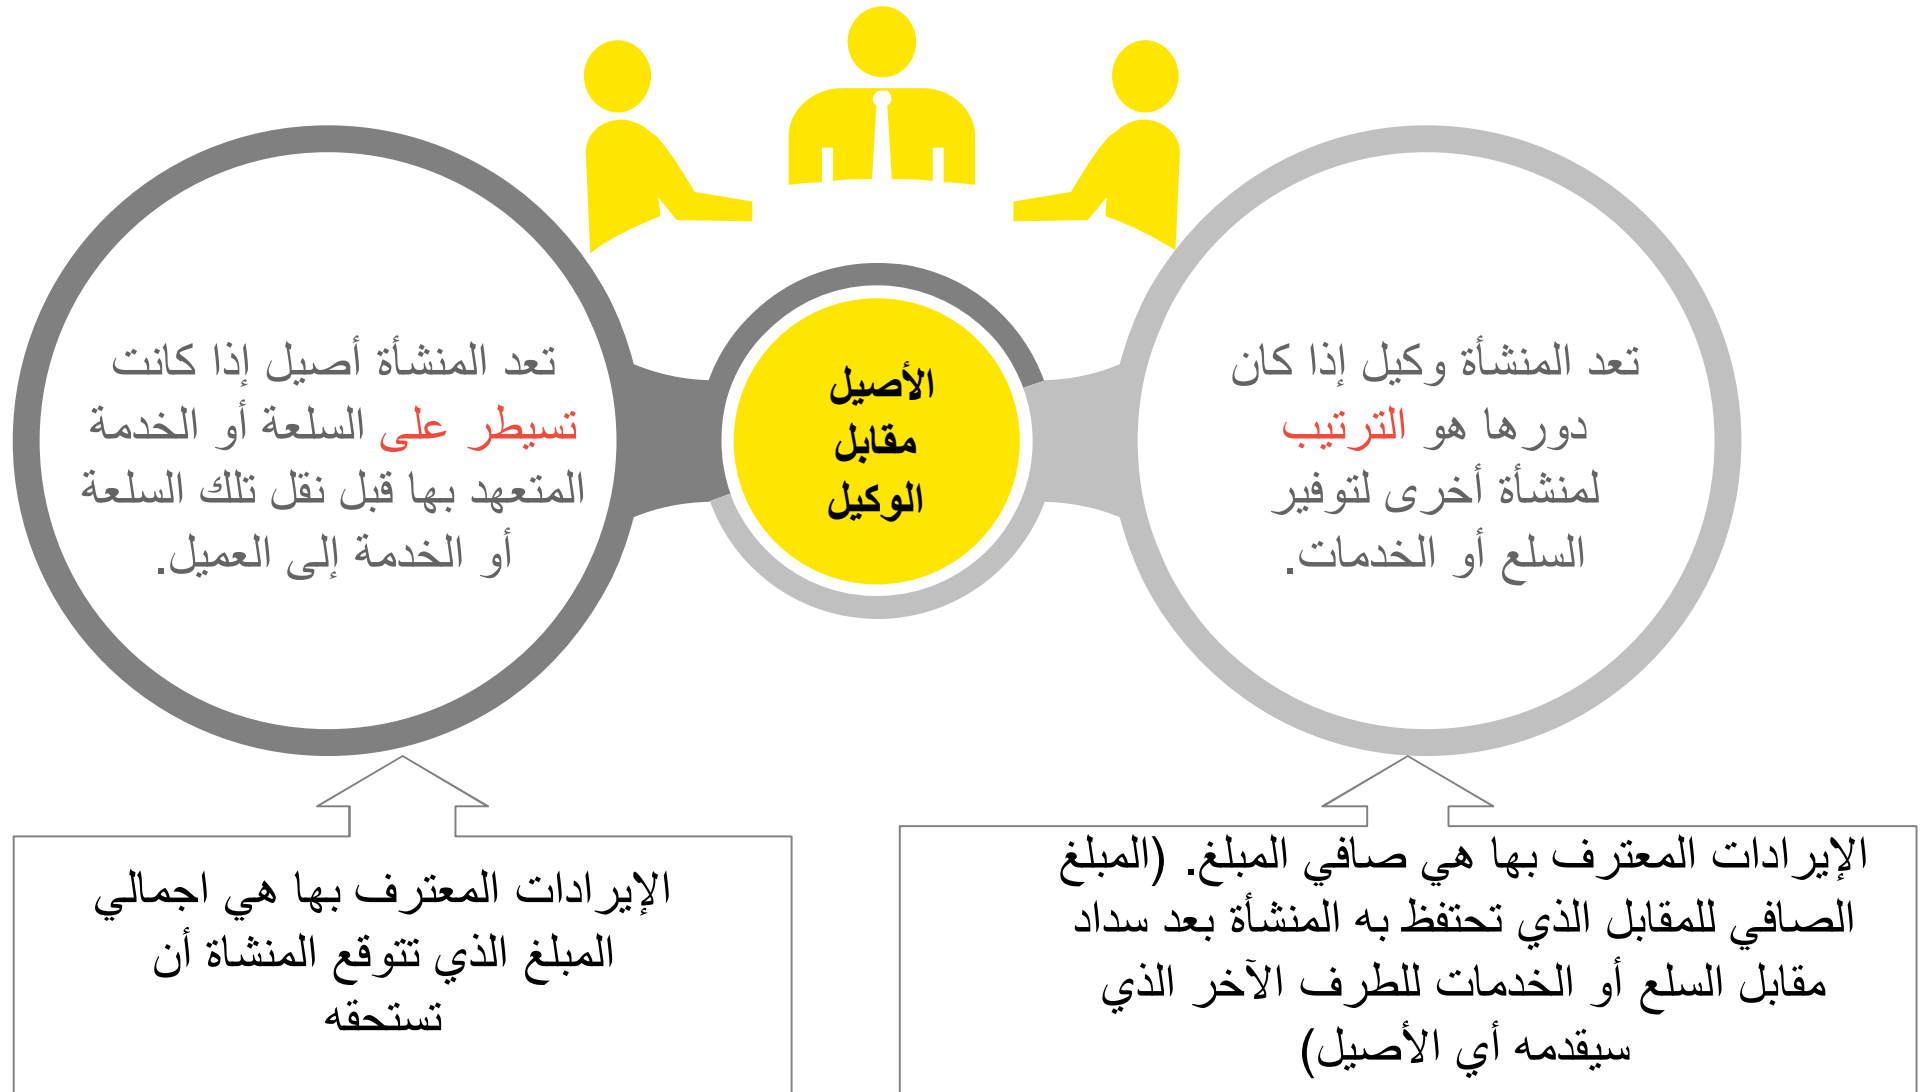 الأصيل
مقابل
الوكيل
تعد المنشأة وكيل إذا كان
دورها هو الترتيب
لمنشأة أخرى لتوفير
السلع أو الخدمات.
تعد المنشأة أصيل إذا كانت
تسيطر على السلعة أو الخدمة
المتعهد بها قبل نقل تلك السلعة
أو الخدمة إلى العميل.
الإيرادات المعترف بها هي صافي المبلغ. (المبلغ
الصافي للمقابل الذي تحتفظ به المنشأة بعد سداد
مقابل السلع أو الخدمات للطرف الآخر الذي
سيقدمه أي الأصيل)
الإيرادات المعترف بها هي اجمالي
المبلغ الذي تتوقع المنشاة أن
تستحقه